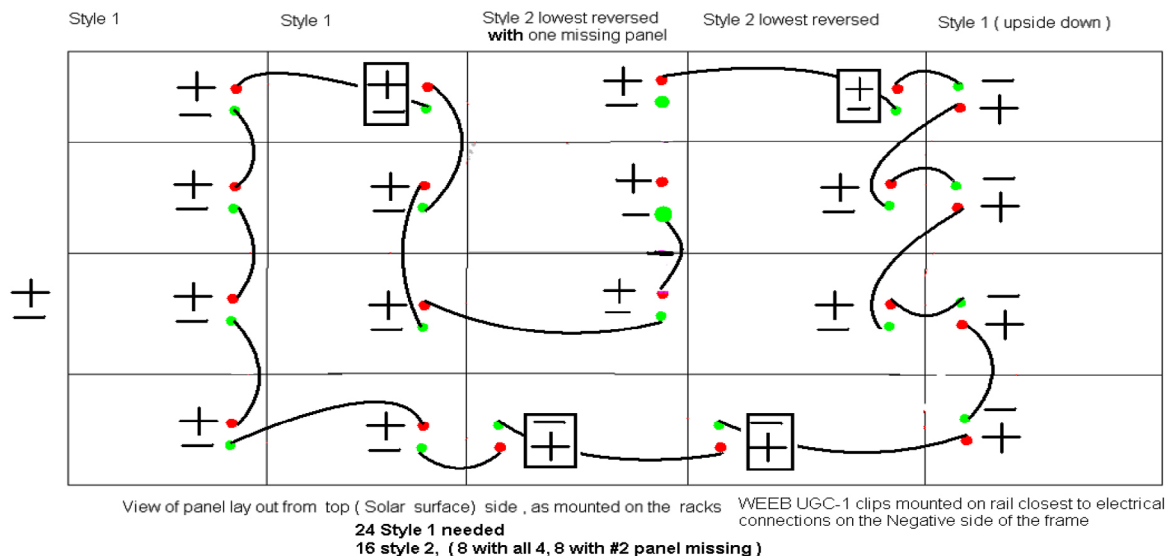 Style 1
Style 1
Style 2 lowest reversed
with one missing panel
Style 2 lowest reversed
Style 1 ( upside down )
View of panel lay out from top ( Solar surface) side , as mounted on the racks
WEEB UGC-1 clips mounted on rail closest to electrical
connections on the Negative side of the frame
24 Style 1 needed
16 style 2, ( 8 with all 4, 8 with #2 panel missing )